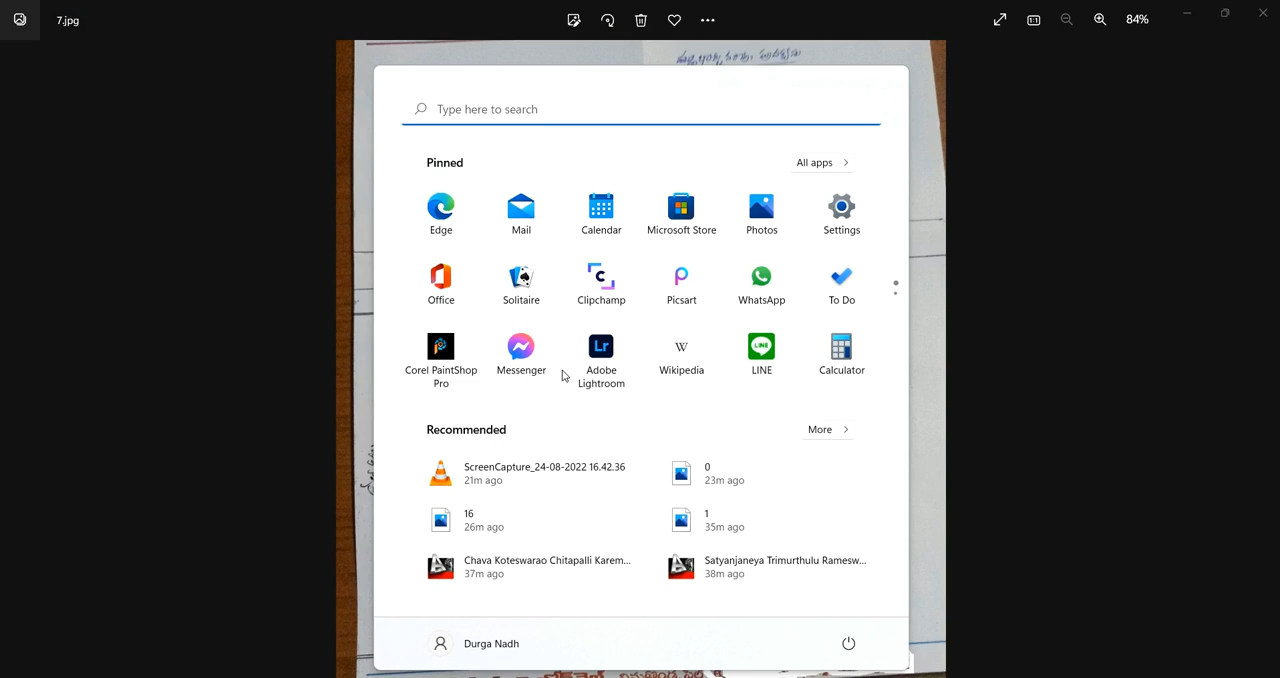 7.jpg
84%
Type here to search
Pinned
All apps
Edge
Mail
Calendar
Microsoft Store
Photos
Settings
Office
Solitaire
Clipchamp
Picsart
WhatsApp
To Do
Corel PaintShop
Pro
Messenger
Adobe
Lightroom
Wikipedia
LINE
Calculator
Recommended
More
ScreenCapture_24-08-2022 16.42.36
21m ago
0
23m ago
16
26m ago
1
35m ago
Chava Koteswarao Chitapalli Karem...
37m ago
Satyanjaneya Trimurthulu Ramesw...
38m ago
Durga Nadh